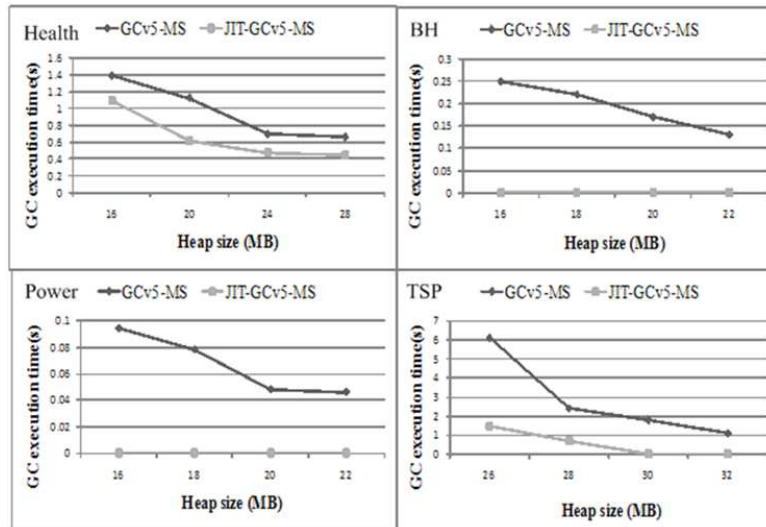 Health GCv5-MS JIT-GCv5-MS
GC execution time(s)
1.6
1.4
1.2
1
0.8
0.6
0.4
0.2
0
16 20 24 28
Heap size (MB)
BH GCv5-MS JIT-GCv5-MS
GC execution time(s)
0.3
0.25
0.2
0.15
0.1
0.05
0
16 18 20 22
Heap size (MB)
Power GCv5-MS JIT-GCv5-MS
GC execution time(s)
0.1
0.08
0.06
0.04
0.02
0
16 18 20 22
Heap size (MB)
TSP GCv5-MS JIT-GCv5-MS
GC execution time(s)
7
6
5
4
3
2
1
0
26 28 30 32
Heap size (MB)